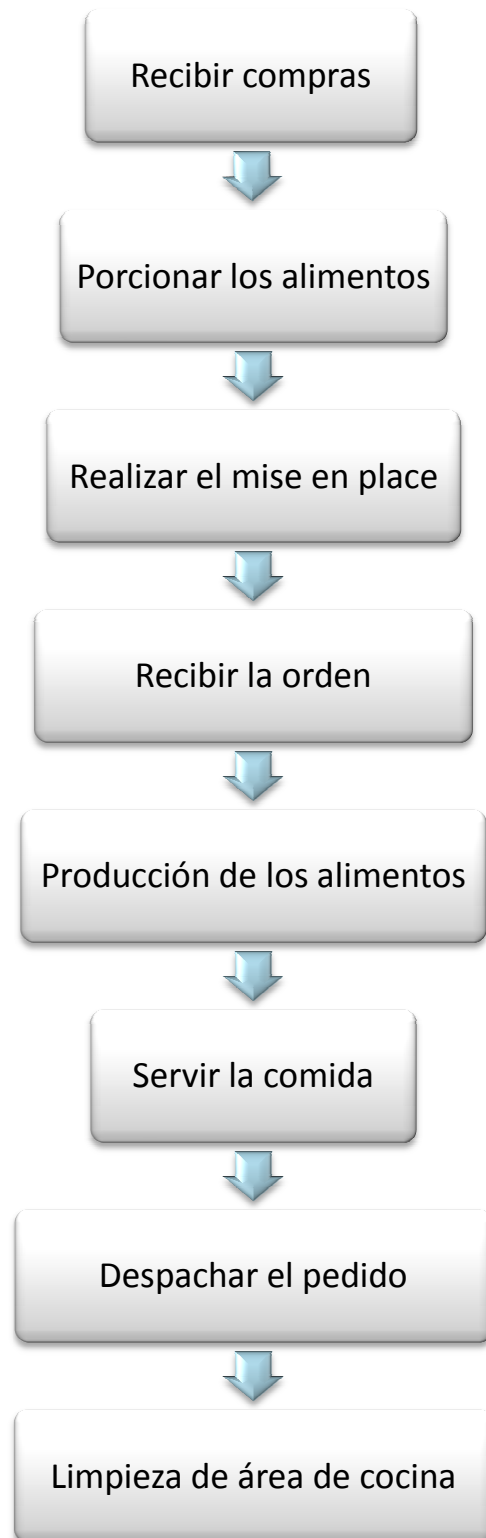 Recibir compras
Porcionar los alimentos
Realizar el mise en place
Recibir la orden
Producción de los alimentos
Servir la comida
Despachar el pedido
Limpieza de área de cocina